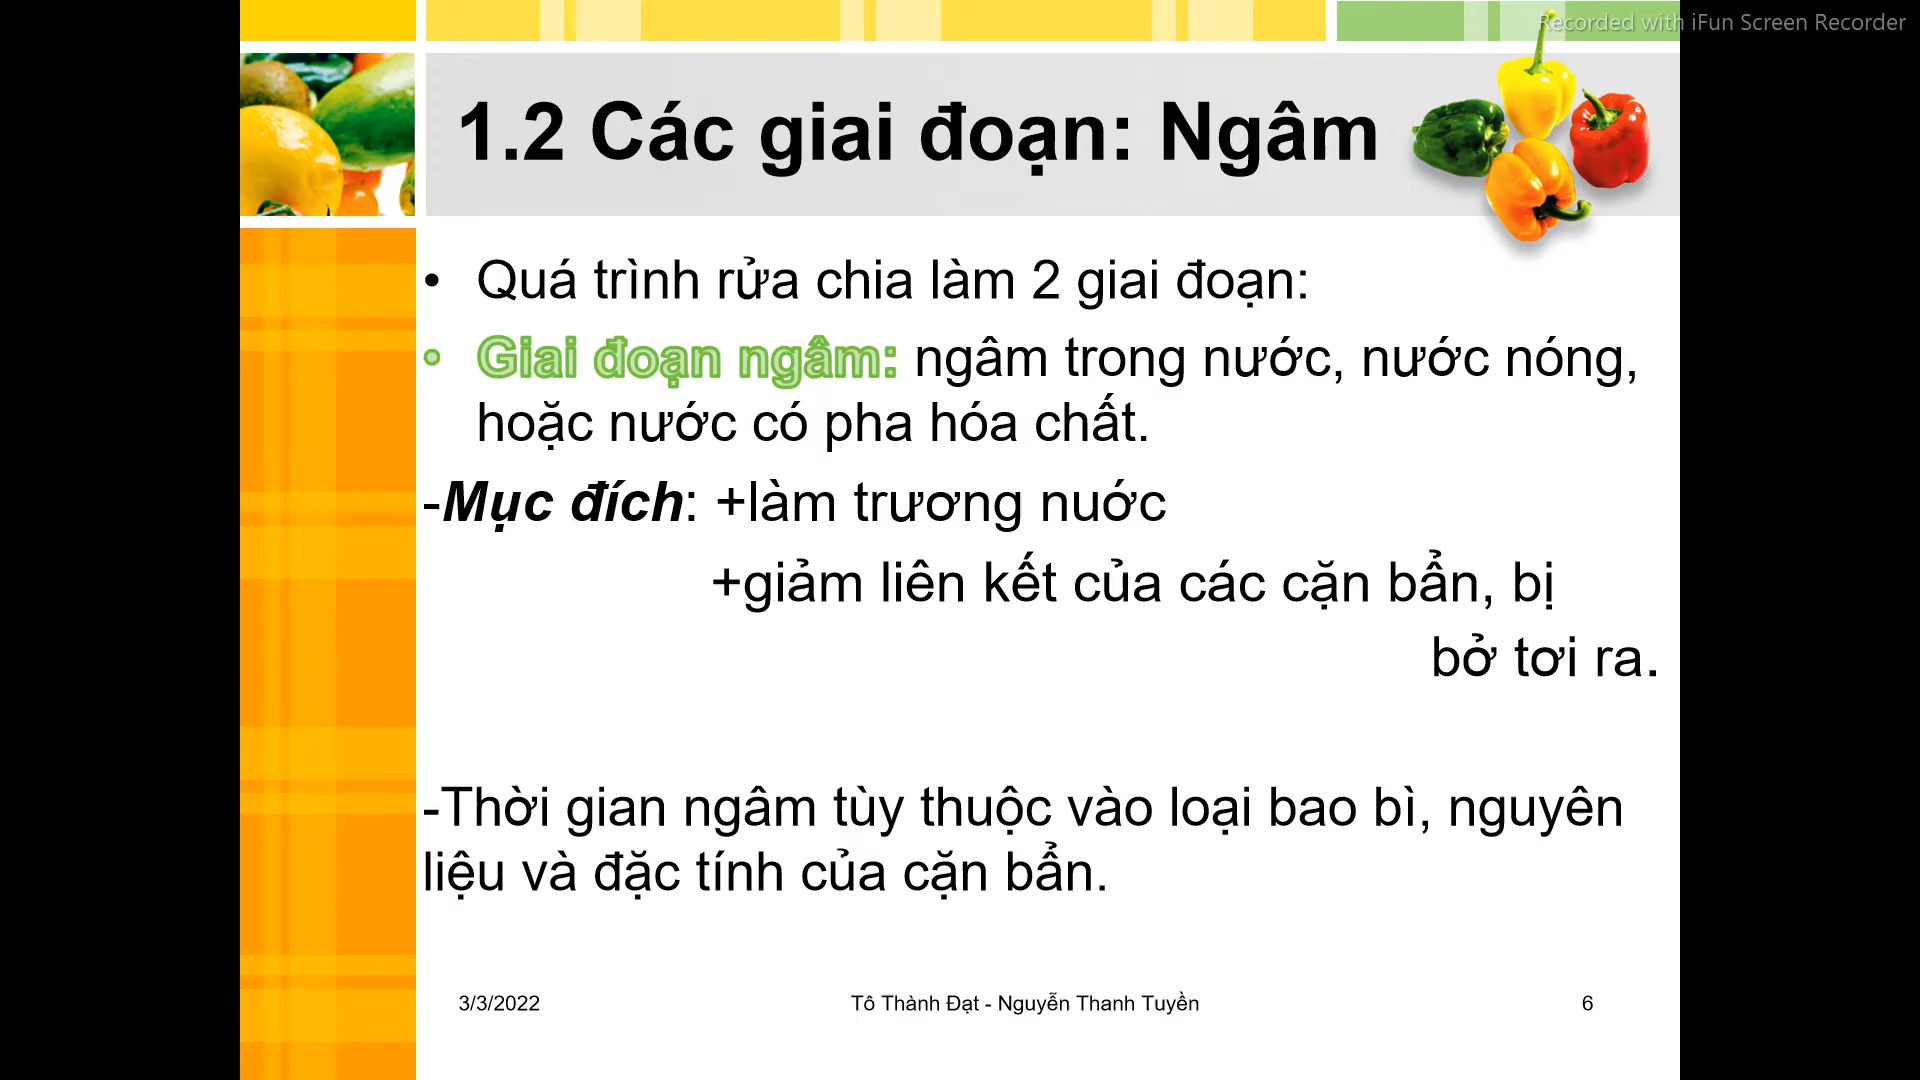 Recorded with iFun Screen Recorder
1.2 Các giai đoạn: Ngâm
• Quá trình rửa chia làm 2 giai đoạn:
• Giai đoạn ngâm: ngâm trong nước, nước nóng,
hoặc nước có pha hóa chất.
-Mục đích: +làm trương nuớc
+giảm liên kết của các cặn bẩn, bị
bở tơi ra.
-Thời gian ngâm tùy thuộc vào loại bao bì, nguyên
liệu và đặc tính của cặn bẩn.
3/3/2022
Tô Thành Đạt - Nguyễn Thanh Tuyền
6